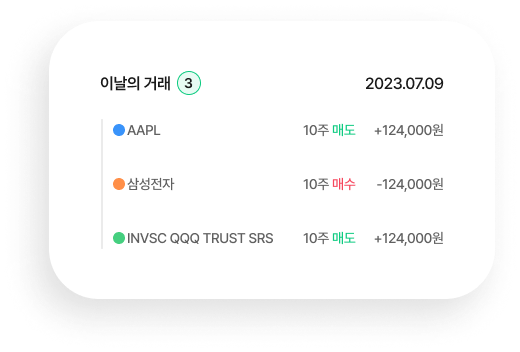 이날의 거래 3 2023.07.09
AAPL 10주 매도 +124,000원
삼성전자 10주 매수 -124,000원
INVSC QQQ TRUST SRS 10주 매도 +124,000원